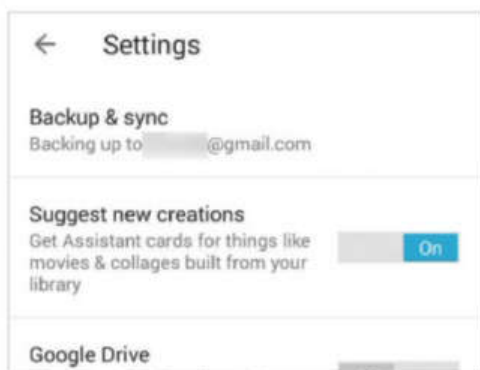 Settings
Backup & sync
Backing up to @gmail.com
Suggest new creations
Get Assistant cards for things like
On
movies & collages built from your
library
Google Drive